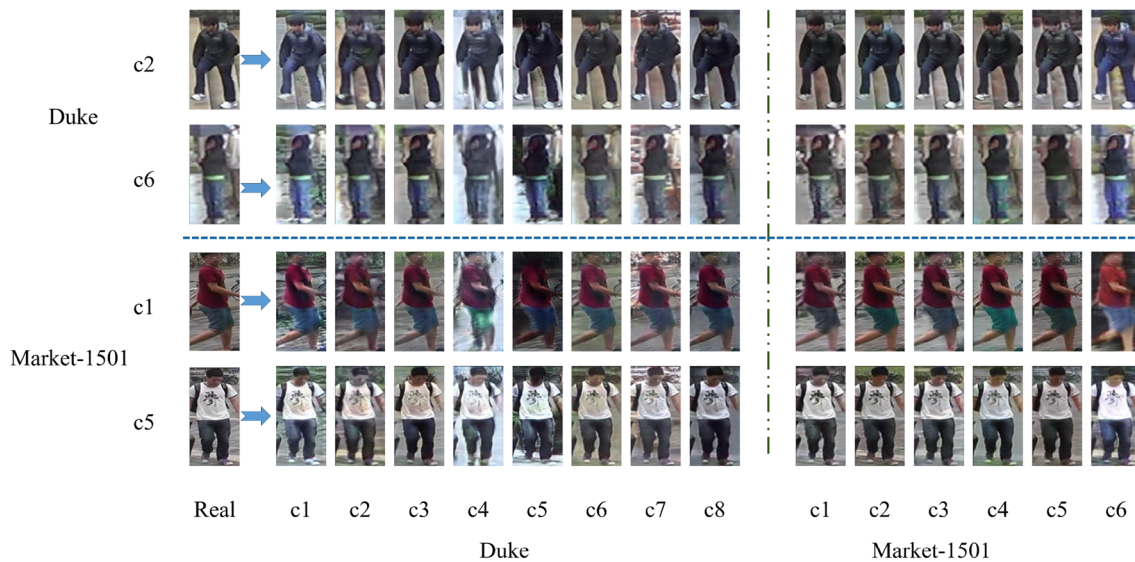 c2
Duke
c6
c1
Market-1501
c5
Real c1 c2 c3 c4 c5 c6 c7 c8 c1 c2 c3 c4 c5 c6
Duke Market-1501